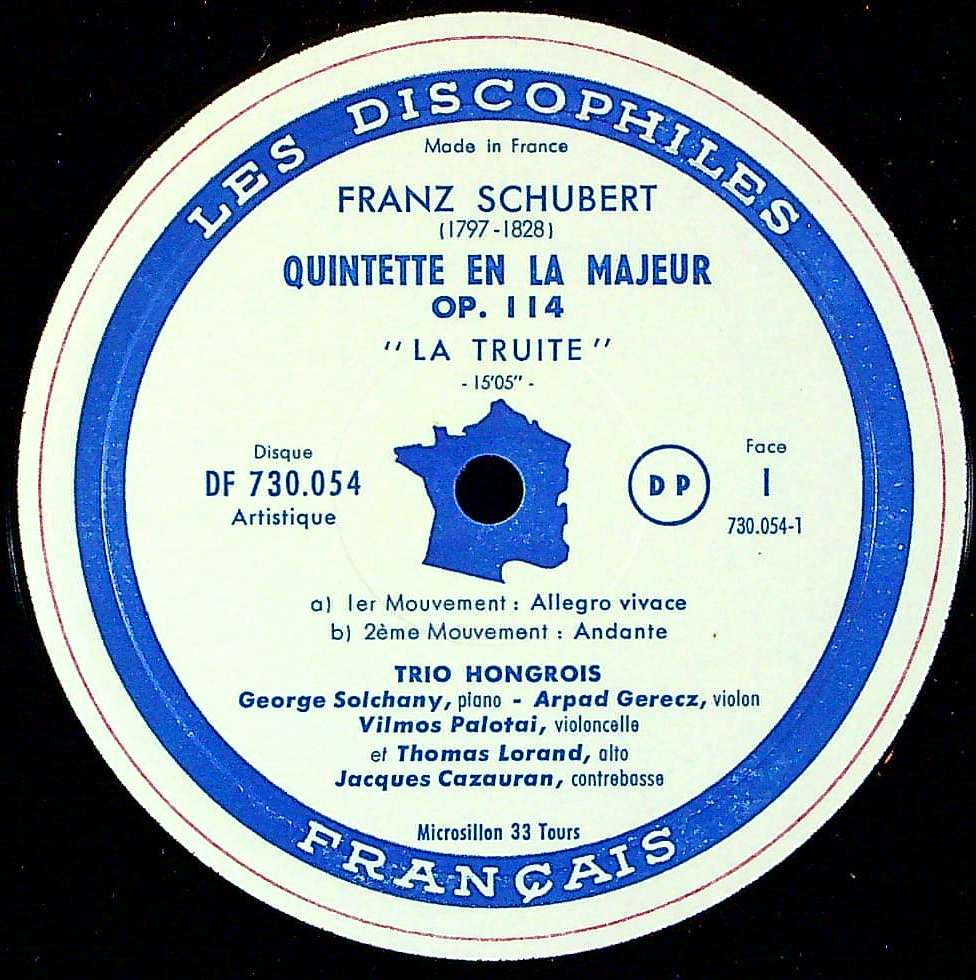 LES DISCOPHILES
Made in France
FRANZ SCHUBERT
(1797-1828)
QUINTETTE EN LA MAJEUR
OP. 114
"LA TRUITE"
- 15'05" -
Disque
DF 730.054
Artistique
D P
Face
I
730.054-1
a) 1er Mouvement : Allegro vivace
b) 2ème Mouvement : Andante
TRIO HONGROIS
George Solchany, piano - Arpad Gerecz, violon
Vilmos Palotai, violoncelle
et Thomas Lorand, alto
Jacques Cazauran, contrebasse
Microsillon 33 Tours
FRANÇAIS